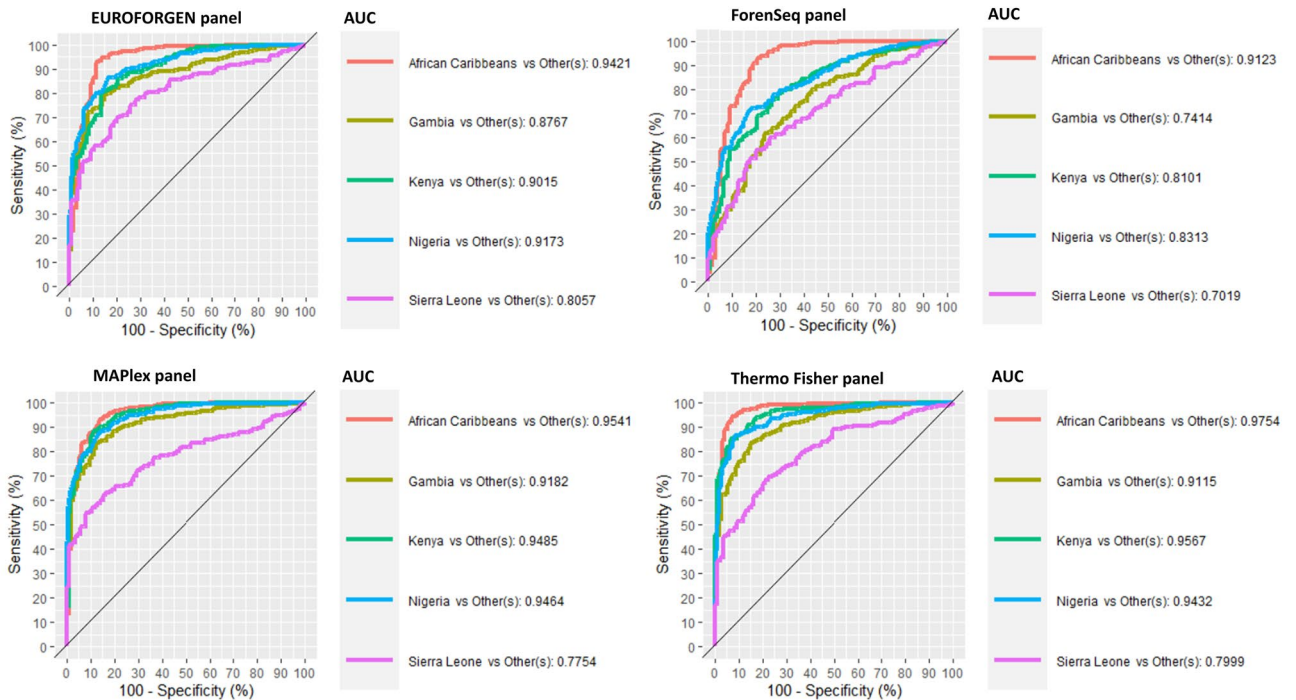 EUROFORGEN panel
AUC
Sensitivity (%)
100
90
80
70
60
50
40
30
20
10
0
0 10 20 30 40 50 60 70 80 90 100
100 - Specificity (%)
African Caribbeans vs Other(s): 0.9421
Gambia vs Other(s): 0.8767
Kenya vs Other(s): 0.9015
Nigeria vs Other(s): 0.9173
Sierra Leone vs Other(s): 0.8057
ForenSeq panel
AUC
Sensitivity (%)
100
90
80
70
60
50
40
30
20
10
0
0 10 20 30 40 50 60 70 80 90 100
100 - Specificity (%)
African Caribbeans vs Other(s): 0.9123
Gambia vs Other(s): 0.7414
Kenya vs Other(s): 0.8101
Nigeria vs Other(s): 0.8313
Sierra Leone vs Other(s): 0.7019
MAPlex panel
AUC
Sensitivity (%)
100
90
80
70
60
50
40
30
20
10
0
0 10 20 30 40 50 60 70 80 90 100
100 - Specificity (%)
African Caribbeans vs Other(s): 0.9541
Gambia vs Other(s): 0.9182
Kenya vs Other(s): 0.9485
Nigeria vs Other(s): 0.9464
Sierra Leone vs Other(s): 0.7754
Thermo Fisher panel
AUC
Sensitivity (%)
100
90
80
70
60
50
40
30
20
10
0
0 10 20 30 40 50 60 70 80 90 100
100 - Specificity (%)
African Caribbeans vs Other(s): 0.9754
Gambia vs Other(s): 0.9115
Kenya vs Other(s): 0.9567
Nigeria vs Other(s): 0.9432
Sierra Leone vs Other(s): 0.7999